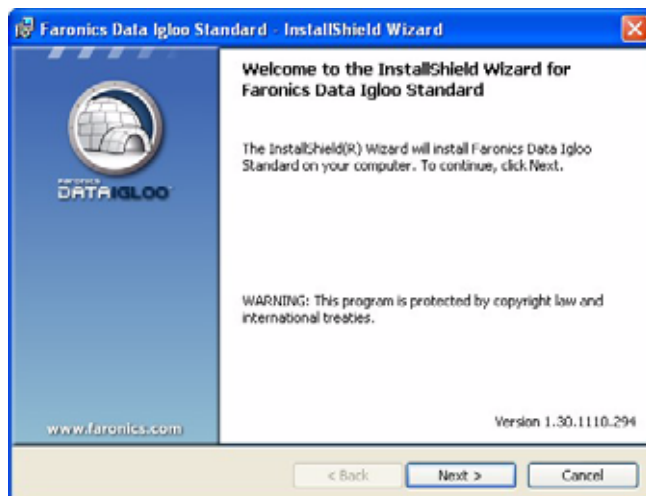 Faronics Data Igloo Standard - InstallShield Wizard
Welcome to the InstallShield Wizard for
Faronics Data Igloo Standard
The InstallShield(R) Wizard will install Faronics Data Igloo
Standard on your computer. To continue, click Next.
FARONICS
DATAIGLOO
WARNING: This program is protected by copyright law and
international treaties.
Version 1.30.1110.294
www.faronics.com
< Back
Next >
Cancel